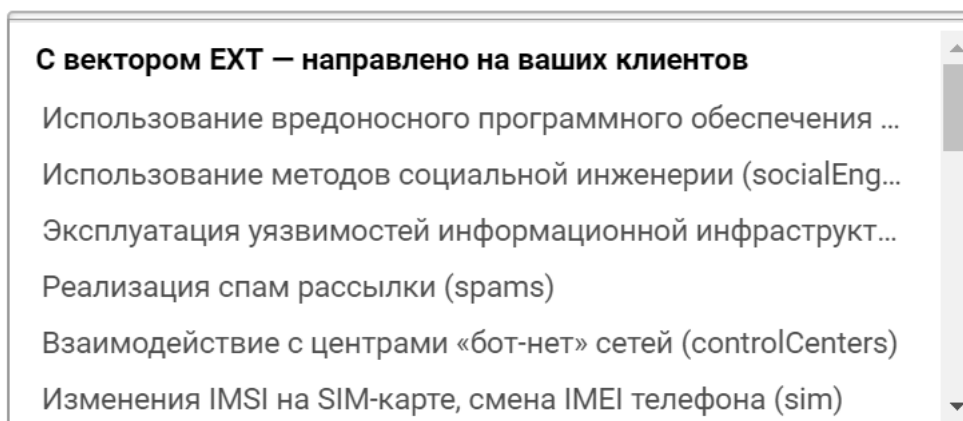 С вектором EXT — направлено на ваших клиентов
Использование вредоносного программного обеспечения ...
Использование методов социальной инженерии (socialEng...
Эксплуатация уязвимостей информационной инфраструкт...
Реализация спам рассылки (spams)
Взаимодействие с центрами «бот-нет» сетей (controlCenters)
Изменения IMSI на SIM-карте, смена IMEI телефона (sim)